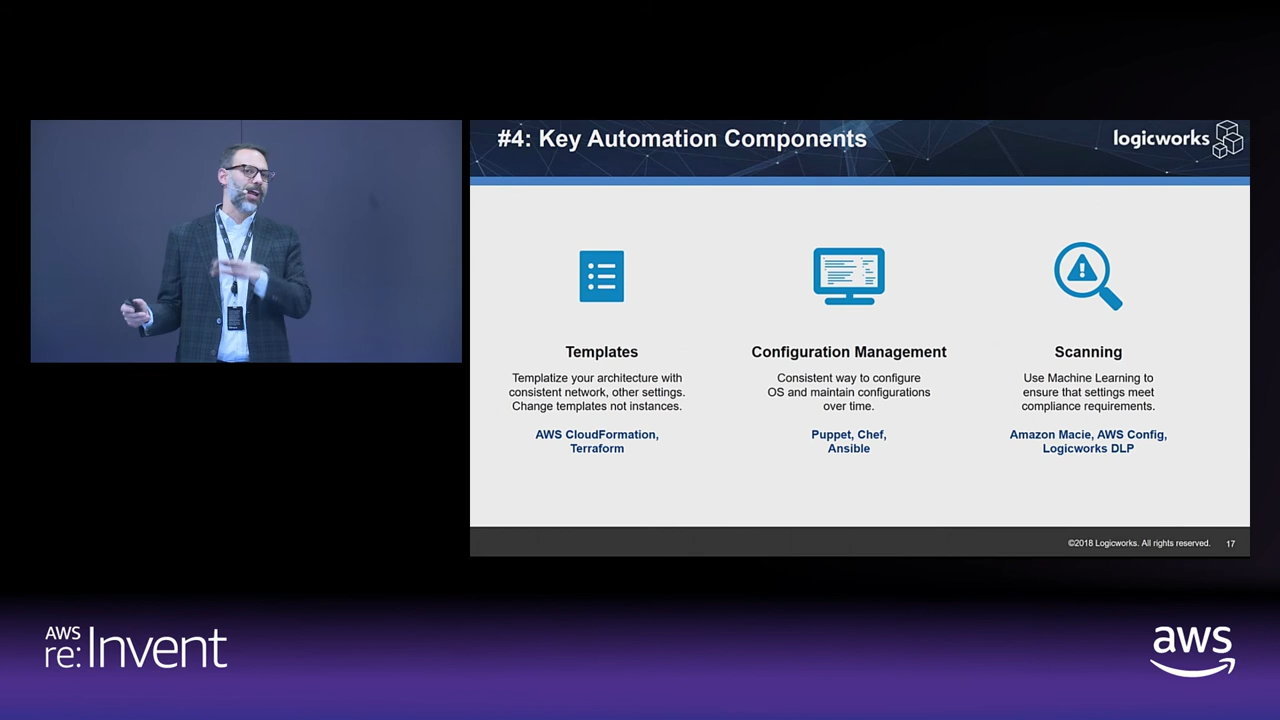 #4: Key Automation Components
logicworks
Templates
Templatize your architecture with
consistent network, other settings.
Change templates not instances.
AWS CloudFormation,
Terraform
Configuration Management
Consistent way to configure
OS and maintain configurations
over time.
Puppet, Chef,
Ansible
Scanning
Use Machine Learning to
ensure that settings meet
compliance requirements.
Amazon Macie, AWS Config,
Logicworks DLP
©2018 Logicworks. All rights reserved. 17
AWS
re:Invent
aws